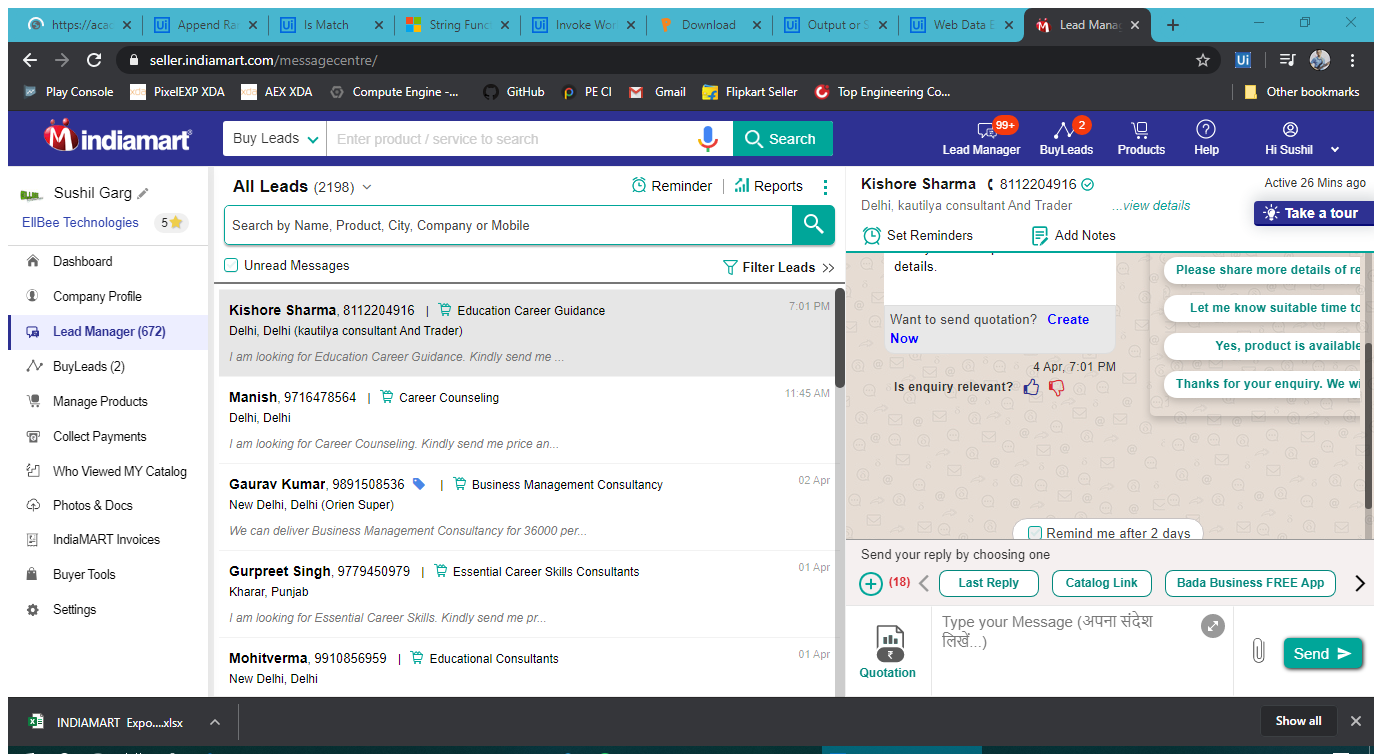 https://acac
Append Ra
Is Match
String Func
Invoke Wor
Download
Output or S
Web Data E
Lead Manag
seller.indiamart.com/messagecentre/
Play Console
PixelEXP XDA
AEX XDA
Compute Engine -...
GitHub
PE CI
Gmail
Flipkart Seller
Top Engineering Co...
Other bookmarks
indiamart
Buy Leads
Enter product / service to search
Search
99+
Lead Manager
2
BuyLeads
Products
Help
Hi Sushil
Sushil Garg
EllBee Technologies
5
Dashboard
Company Profile
Lead Manager (672)
BuyLeads (2)
Manage Products
Collect Payments
Who Viewed MY Catalog
Photos & Docs
IndiaMART Invoices
Buyer Tools
Settings
All Leads (2198)
Reminder | Reports
Search by Name, Product, City, Company or Mobile
Unread Messages
Filter Leads >>
Kishore Sharma, 8112204916 | Education Career Guidance
7:01 PM
Delhi, Delhi (kautilya consultant And Trader)
I am looking for Education Career Guidance. Kindly send me ...
Manish, 9716478564 | Career Counseling
11:45 AM
Delhi, Delhi
I am looking for Career Counseling. Kindly send me price an...
Gaurav Kumar, 9891508536 | Business Management Consultancy
02 Apr
New Delhi, Delhi (Orien Super)
We can deliver Business Management Consultancy for 36000 per...
Gurpreet Singh, 9779450979 | Essential Career Skills Consultants
01 Apr
Kharar, Punjab
I am looking for Essential Career Skills. Kindly send me pr...
Mohitverma, 9910856959 | Educational Consultants
01 Apr
New Delhi, Delhi
Kishore Sharma 8112204916
Active 26 Mins ago
Delhi, kautilya consultant And Trader ...view details
Take a tour
Set Reminders
Add Notes
details.
Want to send quotation? Create
Now
4 Apr, 7:01 PM
Is enquiry relevant?
Please share more details of re
Let me know suitable time to
Yes, product is available
Thanks for your enquiry. We wi
Remind me after 2 days
Send your reply by choosing one
(18)
Last Reply
Catalog Link
Bada Business FREE App
Quotation
Type your Message (अपना संदेश
लिखें...)
Send
INDIAMART Expo....xlsx
Show all